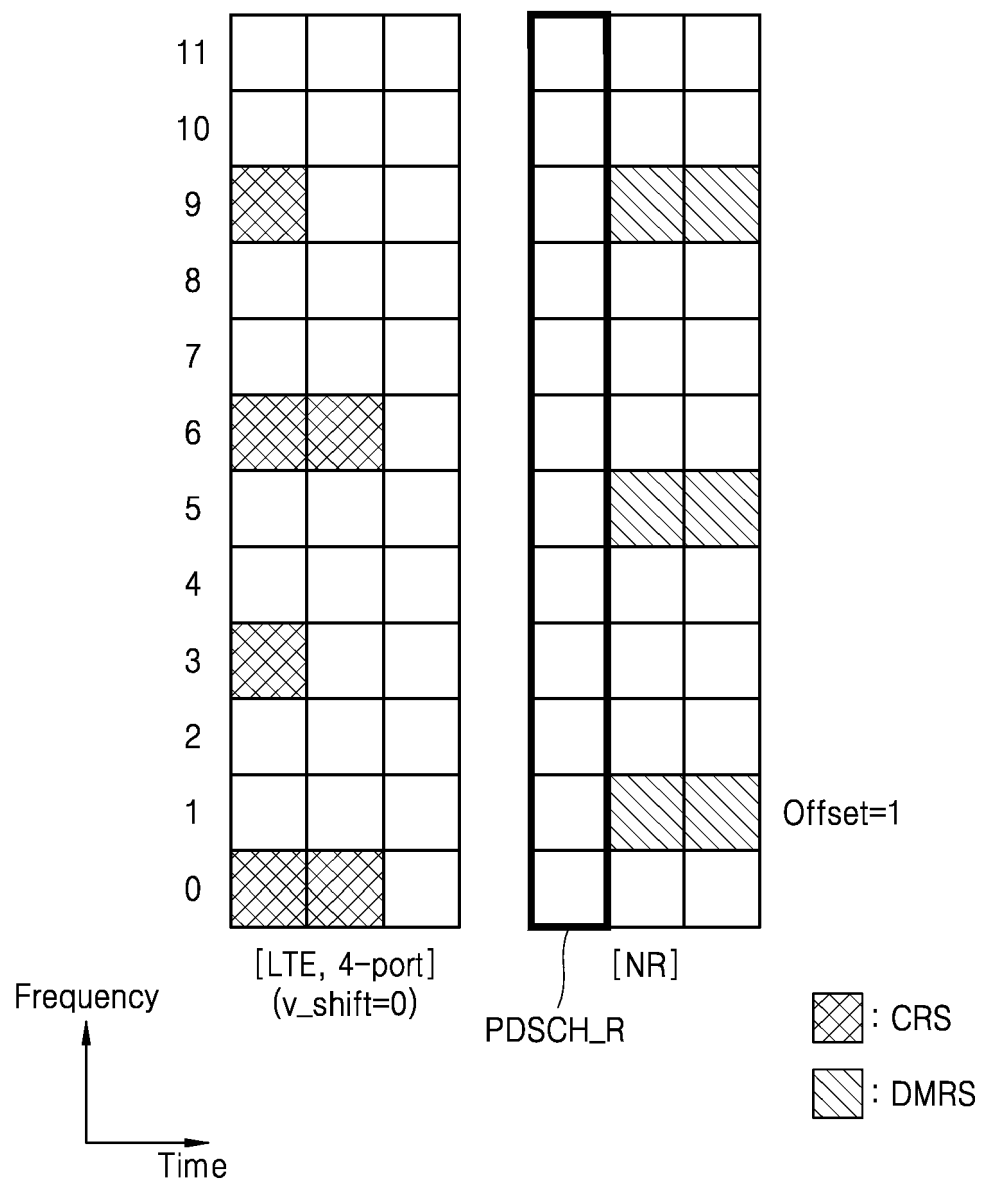 11
10
9
8
7
6
5
4
3
2
1
0
Offset=1
[LTE, 4-port]
(v_shift=0)
[NR]
PDSCH_R
Frequency
Time
: CRS
: DMRS